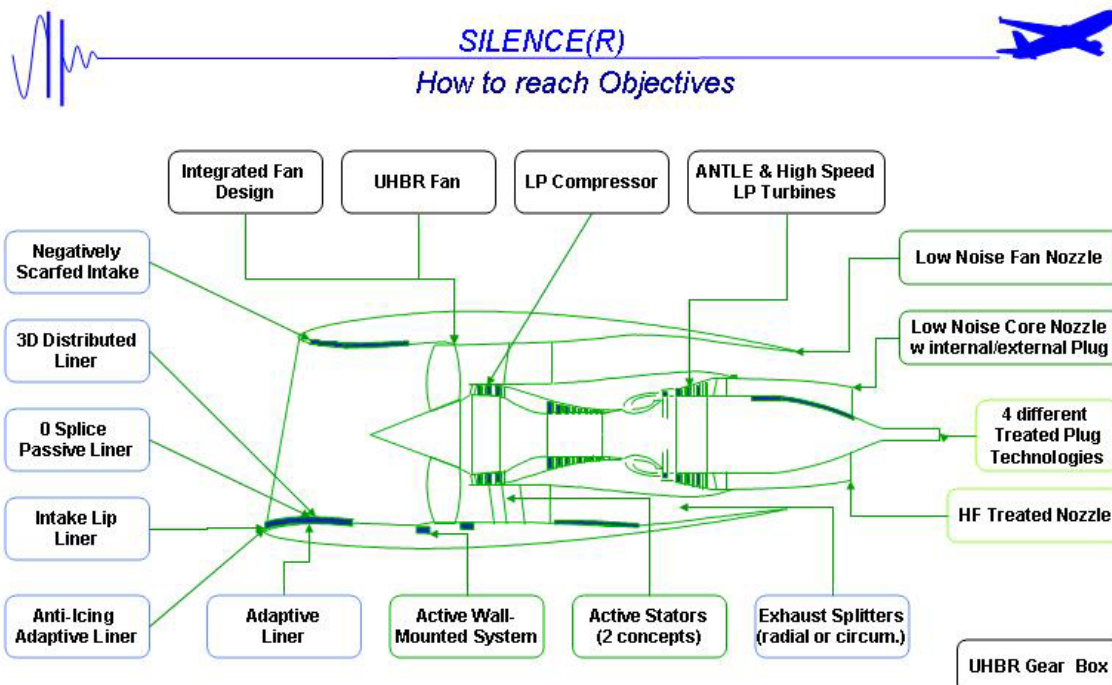 SILENCE(R)
How to reach Objectives
Integrated Fan
Design
UHBR Fan
LP Compressor
ANTLE & High Speed
LP Turbines
Negatively
Scarfed Intake
Low Noise Fan Nozzle
3D Distributed
Liner
Low Noise Core Nozzle
w internal/external Plug
0 Splice
Passive Liner
4 different
Treated Plug
Technologies
Intake Lip
Liner
HF Treated Nozzle
Anti-Icing
Adaptive Liner
Adaptive
Liner
Active Wall-
Mounted System
Active Stators
(2 concepts)
Exhaust Splitters
(radial or circum.)
UHBR Gear Box